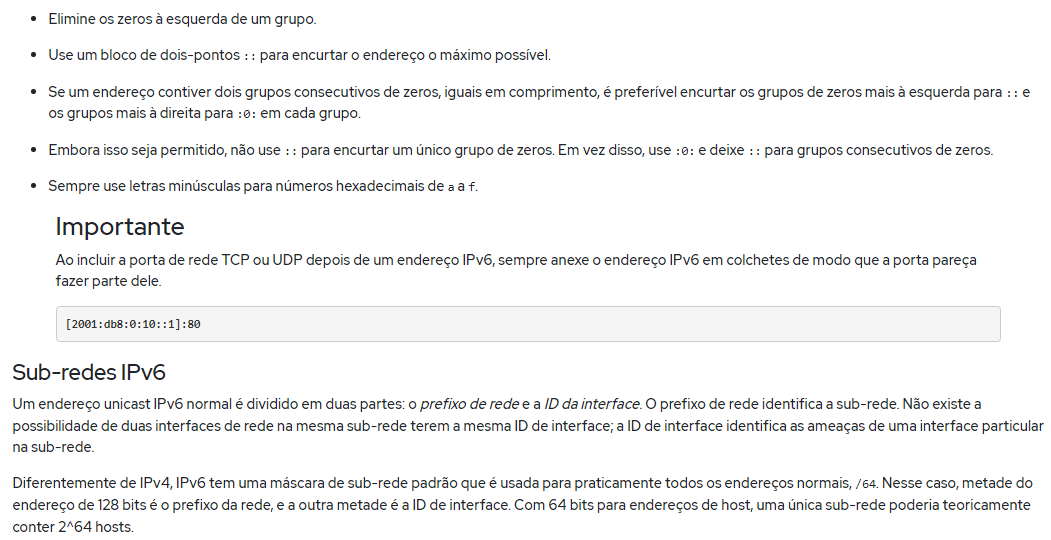 • Elimine os zeros à esquerda de um grupo.
• Use um bloco de dois-pontos :: para encurtar o endereço o máximo possível.
• Se um endereço contiver dois grupos consecutivos de zeros, iguais em comprimento, é preferível encurtar os grupos de zeros mais à esquerda para :: e
os grupos mais à direita para :0: em cada grupo.
• Embora isso seja permitido, não use :: para encurtar um único grupo de zeros. Em vez disso, use :0: e deixe :: para grupos consecutivos de zeros.
• Sempre use letras minúsculas para números hexadecimais de a a f.
Importante
Ao incluir a porta de rede TCP ou UDP depois de um endereço IPv6, sempre anexe o endereço IPv6 em colchetes de modo que a porta pareça
fazer parte dele.
[2001:db8:0:10::1]:80
Sub-redes IPv6
Um endereço unicast IPv6 normal é dividido em duas partes: o prefixo de rede e a ID da interface. O prefixo de rede identifica a sub-rede. Não existe a
possibilidade de duas interfaces de rede na mesma sub-rede terem a mesma ID de interface; a ID de interface identifica as ameaças de uma interface particular
na sub-rede.
Diferentemente de IPv4, IPv6 tem uma máscara de sub-rede padrão que é usada para praticamente todos os endereços normais, /64. Nesse caso, metade do
endereço de 128 bits é o prefixo da rede, e a outra metade é a ID de interface. Com 64 bits para endereços de host, uma única sub-rede poderia teoricamente
conter 2^64 hosts.